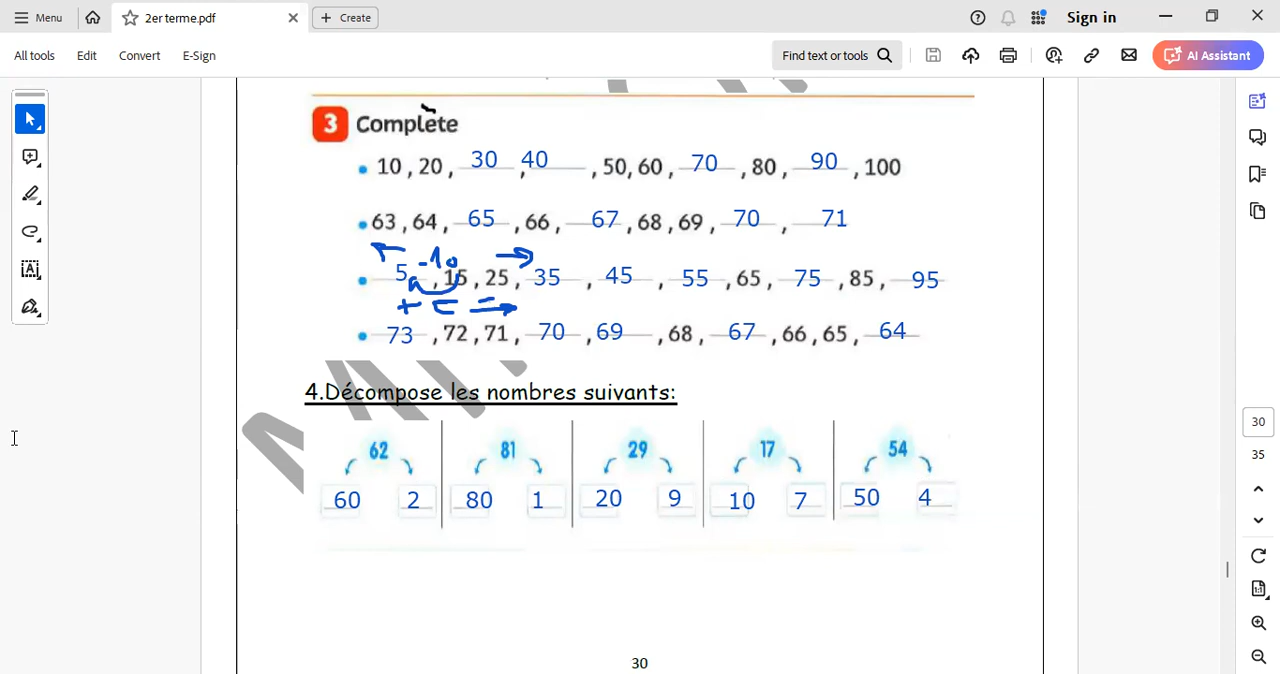 Menu 2er terme.pdf Create Sign in
All tools Edit Convert E-Sign Find text or tools AI Assistant
3 Complète
10 , 20 , 30 , 40 , 50, 60 , 70 , 80 , 90 , 100
63 , 64 , 65 , 66 , 67 , 68 , 69 , 70 , 71
-10
5 , 15 , 25 , 35 , 45 , 55 , 65 , 75 , 85 , 95
73 , 72 , 71 , 70 , 69 , 68 , 67 , 66 , 65 , 64
4.Décompose les nombres suivants:
62 81 29 17 54
60 2 80 1 20 9 10 7 50 4
30
30
35